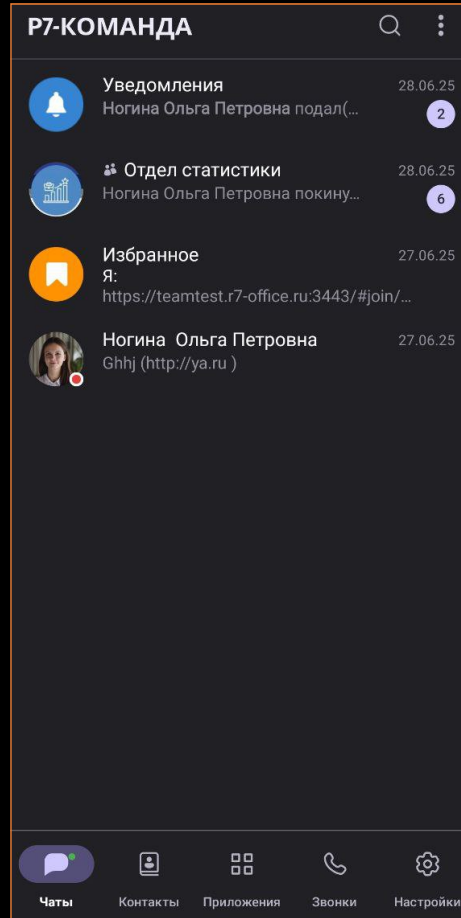 Р7-КОМАНДА
Уведомления 28.06.25
Ногина Ольга Петровна подал(... 2
Отдел статистики 28.06.25
Ногина Ольга Петровна покину... 6
Избранное 27.06.25
Я:
https://teamtest.r7-office.ru:3443/#join/...
Ногина Ольга Петровна 27.06.25
Ghhj (http://ya.ru )
Чаты Контакты Приложения Звонки Настройки